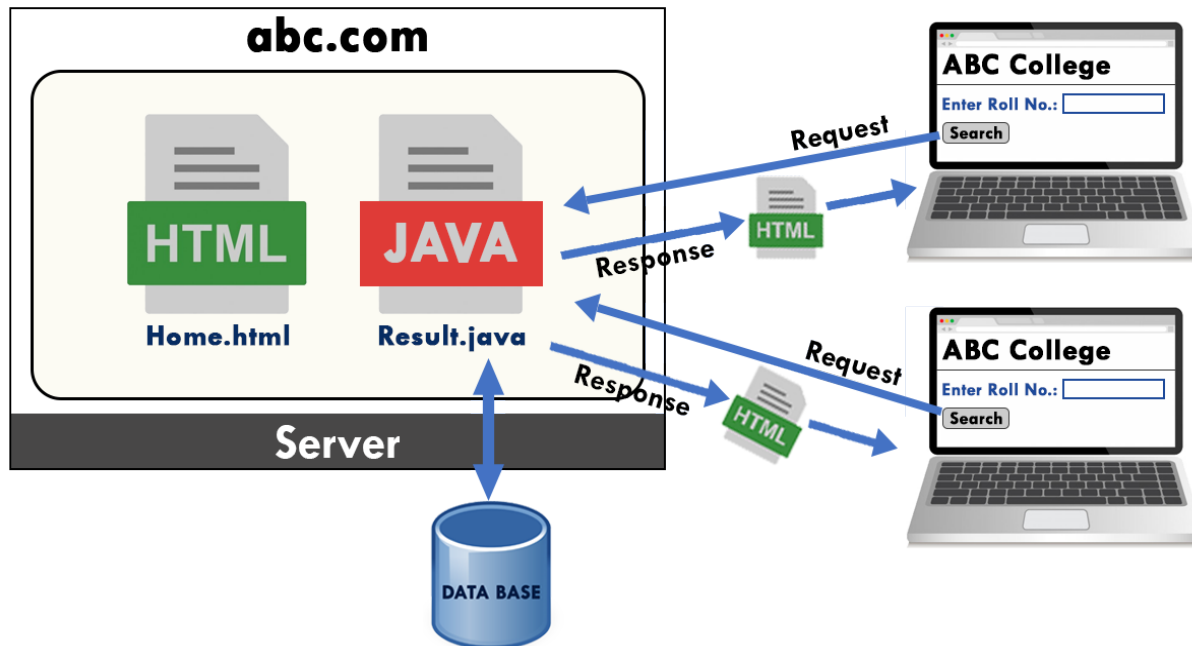 abc.com
HTML
Home.html
JAVA
Result.java
Server
DATA BASE
Request
Response
HTML
Request
Response
HTML
ABC College
Enter Roll No.:
Search
ABC College
Enter Roll No.:
Search